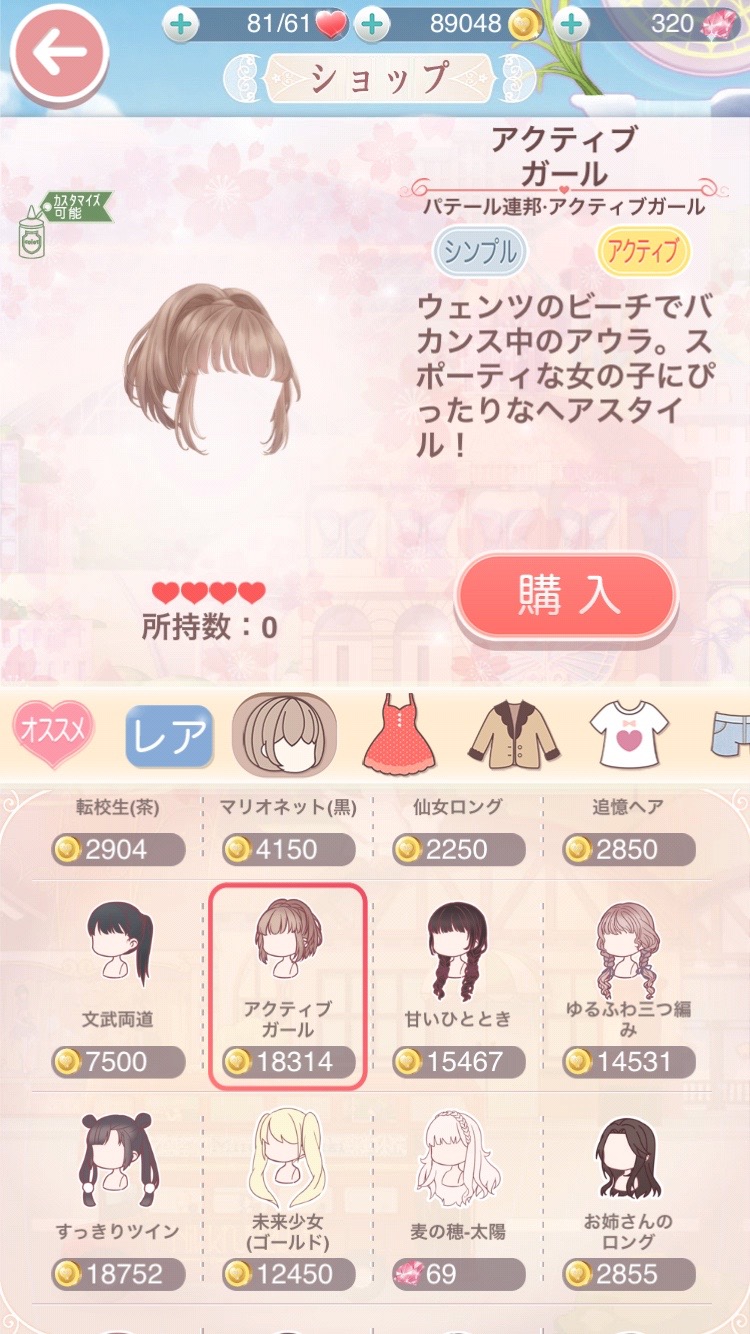 81/61
89048
320
ショップ
アクティブ
ガール
パテール連邦·アクティブガール
カスタマイズ
可能
シンプル
アクティブ
ウェンツのビーチでバ
カンス中のアウラ。ス
ポーティな女の子にぴ
ったりなヘアスタイ
ル！
所持数：0
購入
オススメ
レア
転校生(茶)
マリオネット(黒)
仙女ロング
追憶ヘア
2904
4150
2250
2850
文武両道
アクティブ
ガール
甘いひととき
ゆるふわ三つ編
み
7500
18314
15467
14531
すっきりツイン
未来少女
(ゴールド)
麦の穂-太陽
お姉さんの
ロング
18752
12450
69
2855